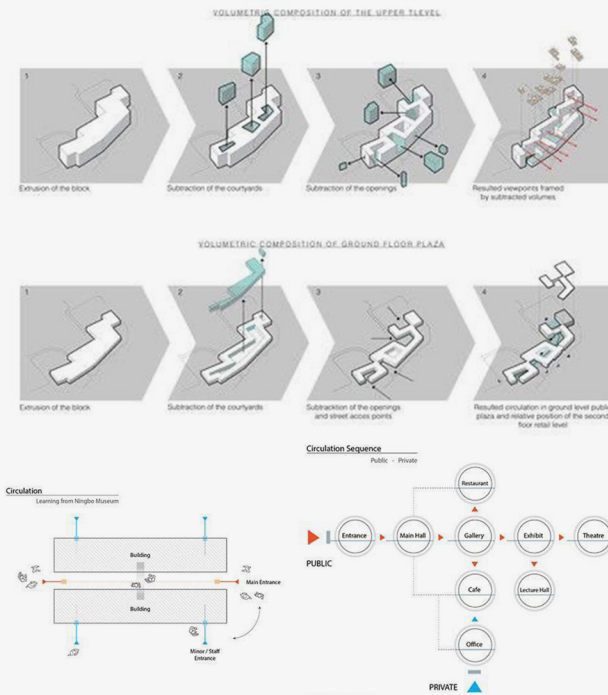 VOLUMETRIC COMPOSITION OF THE UPPER TLEVEL
1
2
3
4
Extrusion of the block
Subtraction of the courtyards
Subtraction of the openings
Resulted viewpoints framed
by subtracted volumes
VOLUMETRIC COMPOSITION OF GROUND FLOOR PLAZA
1
2
3
4
Extrusion of the block
Subtraction of the courtyards
Subtracktion of the openings
and street acces points
Resulted circulation in ground level public
plaza and relative position of the second
floor retail level
Circulation Sequence
Public - Private
Restaurant
Entrance
Main Hall
Gallery
Exhibit
Theatre
PUBLIC
Cafe
Lecture Hall
Office
PRIVATE
Circulation
Learning from Ningbo Museum
Building
Main Entrance
Building
Minor / Staff
Entrance